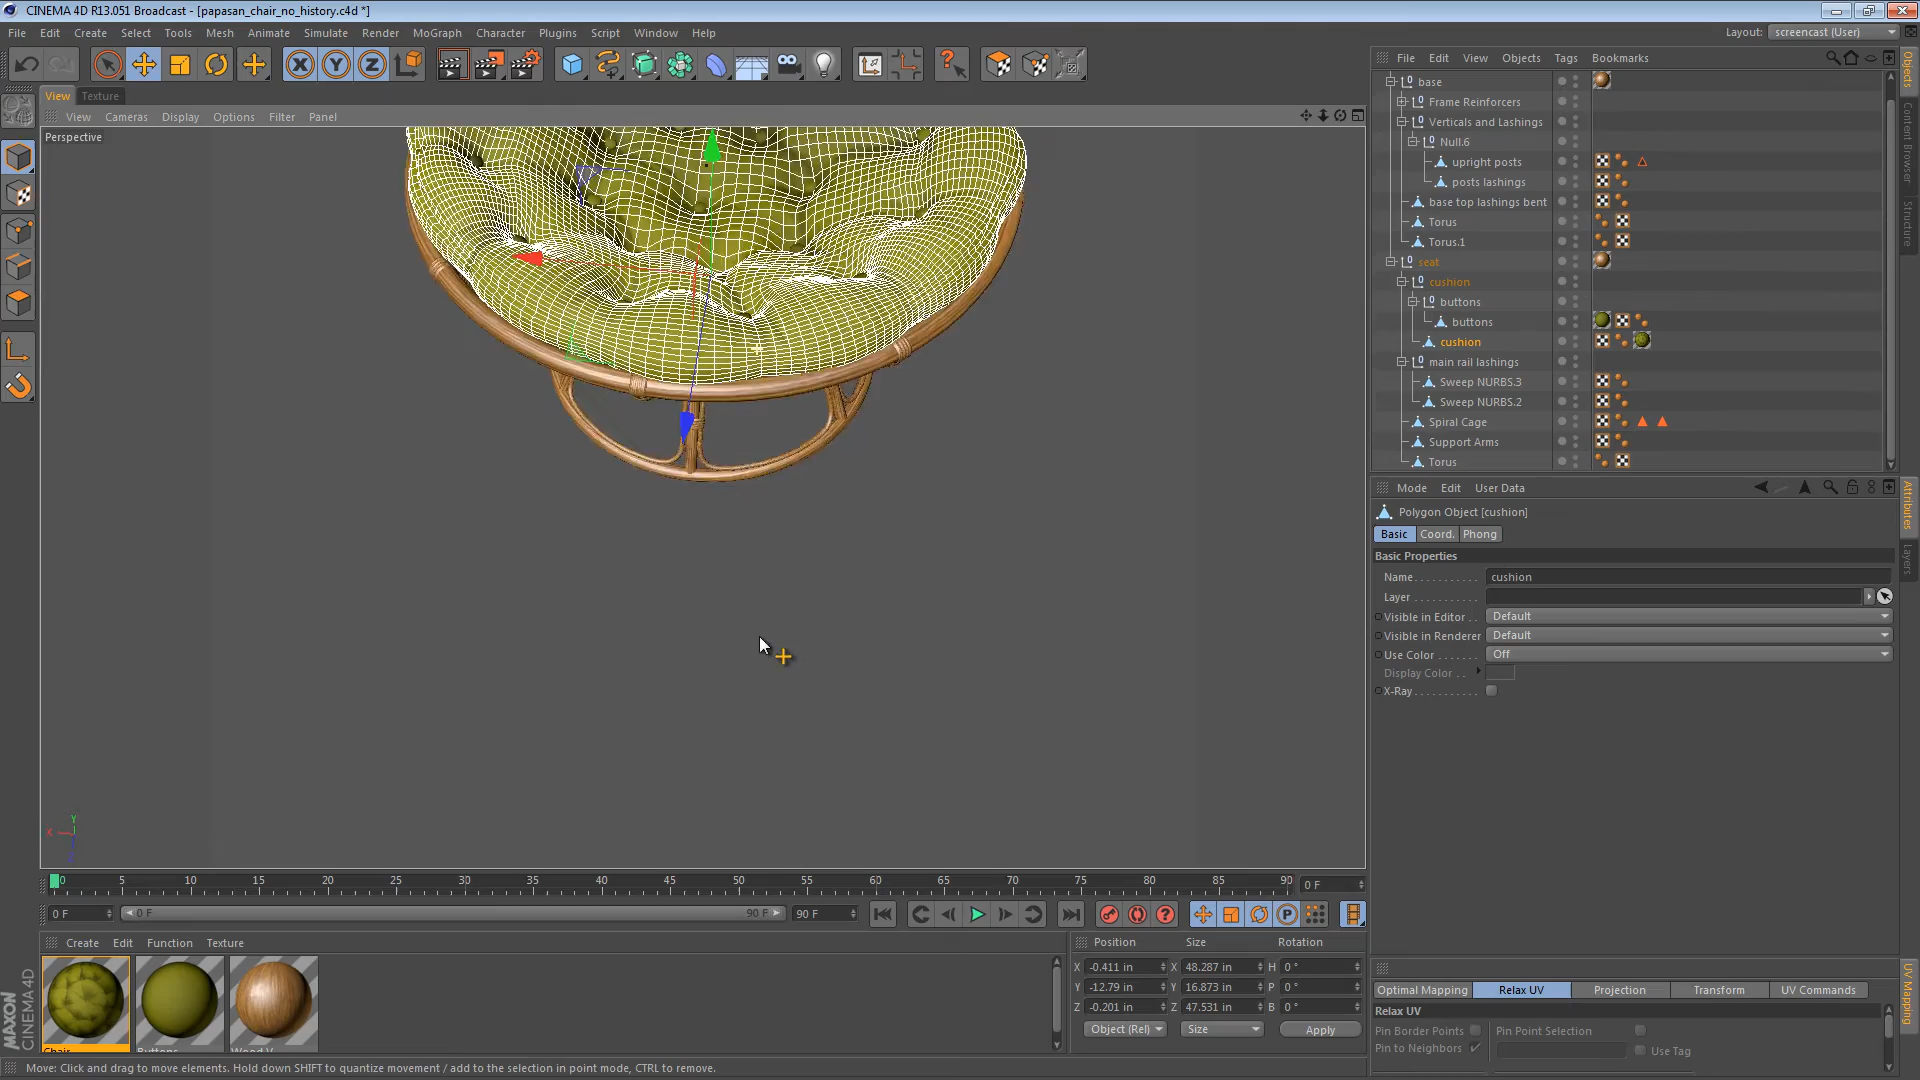 CINEMA 4D R13.051 Broadcast - [papasan_chair_no_history.c4d *]
File Edit Create Select Tools Mesh Animate Simulate Render MoGraph Character Plugins Script Window Help
Layout: screencast (User)
View Texture
View Cameras Display Options Filter Panel
Perspective
File Edit View Objects Tags Bookmarks
base
Frame Reinforcers
Verticals and Lashings
Null.6
upright posts
posts lashings
base top lashings bent
Torus
Torus.1
seat
cushion
buttons
buttons
cushion
main rail lashings
Sweep NURBS.3
Sweep NURBS.2
Spiral Cage
Support Arms
Torus
Objects
Content Browser
Structure
Mode Edit User Data
Polygon Object [cushion]
Basic Coord. Phong
Basic Properties
Name cushion
Layer
Visible in Editor Default
Visible in Renderer Default
Use Color Off
Display Color
X-Ray
Attributes
Layers
X Y Z
Y
X
0 5 10 15 20 25 30 35 40 45 50 55 60 65 70 75 80 85 90
0 F
0 F 0 F 90 F 90 F
P
Create Edit Function Texture
Chair Buttons Wood V
MAXON CINEMA 4D
Position Size Rotation
X -0.411 in X 48.287 in H 0 °
Y -12.79 in Y 16.873 in P 0 °
Z -0.201 in Z 47.531 in B 0 °
Object (Rel) Size Apply
Optimal Mapping Relax UV Projection Transform UV Commands
Relax UV
Pin Border Points Pin Point Selection
Pin to Neighbors Use Tag
UV Mapping
Move: Click and drag to move elements. Hold down SHIFT to quantize movement / add to the selection in point mode, CTRL to remove.